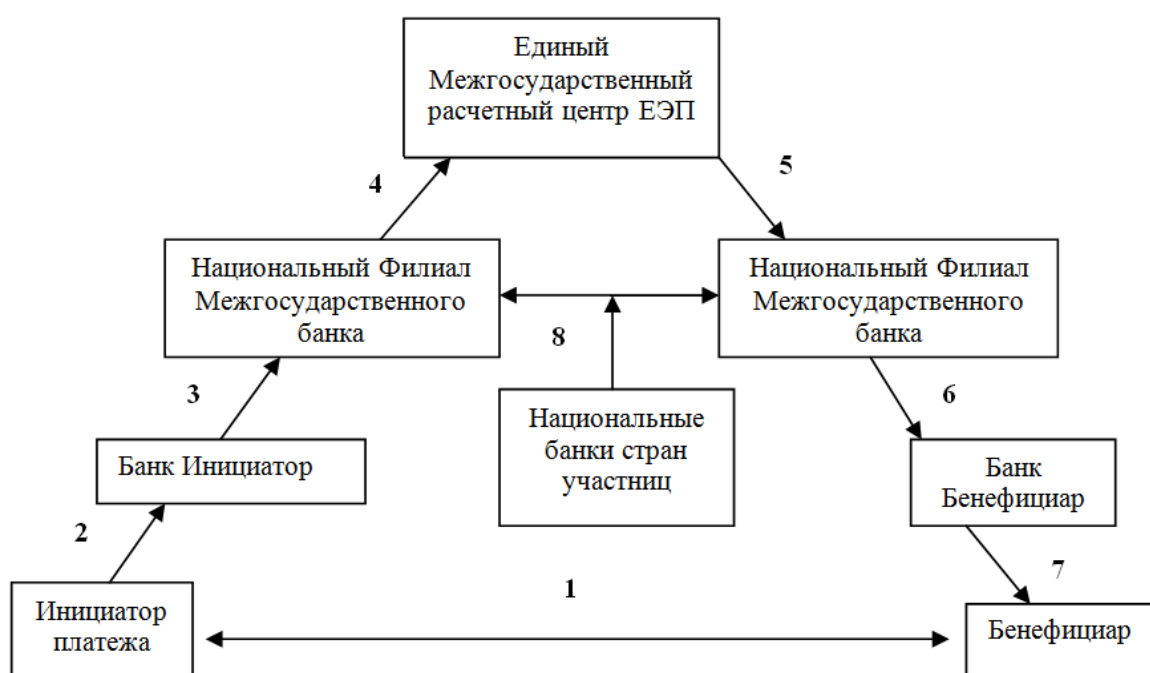 Единый
Межгосударственный
расчетный центр ЕЭП
4
5
Национальный Филиал
Межгосударственного
банка
Национальный Филиал
Межгосударственного
банка
8
3
6
Национальные
банки стран
участниц
Банк Инициатор
Банк
Бенефициар
2
7
1
Инициатор
платежа
Бенефициар